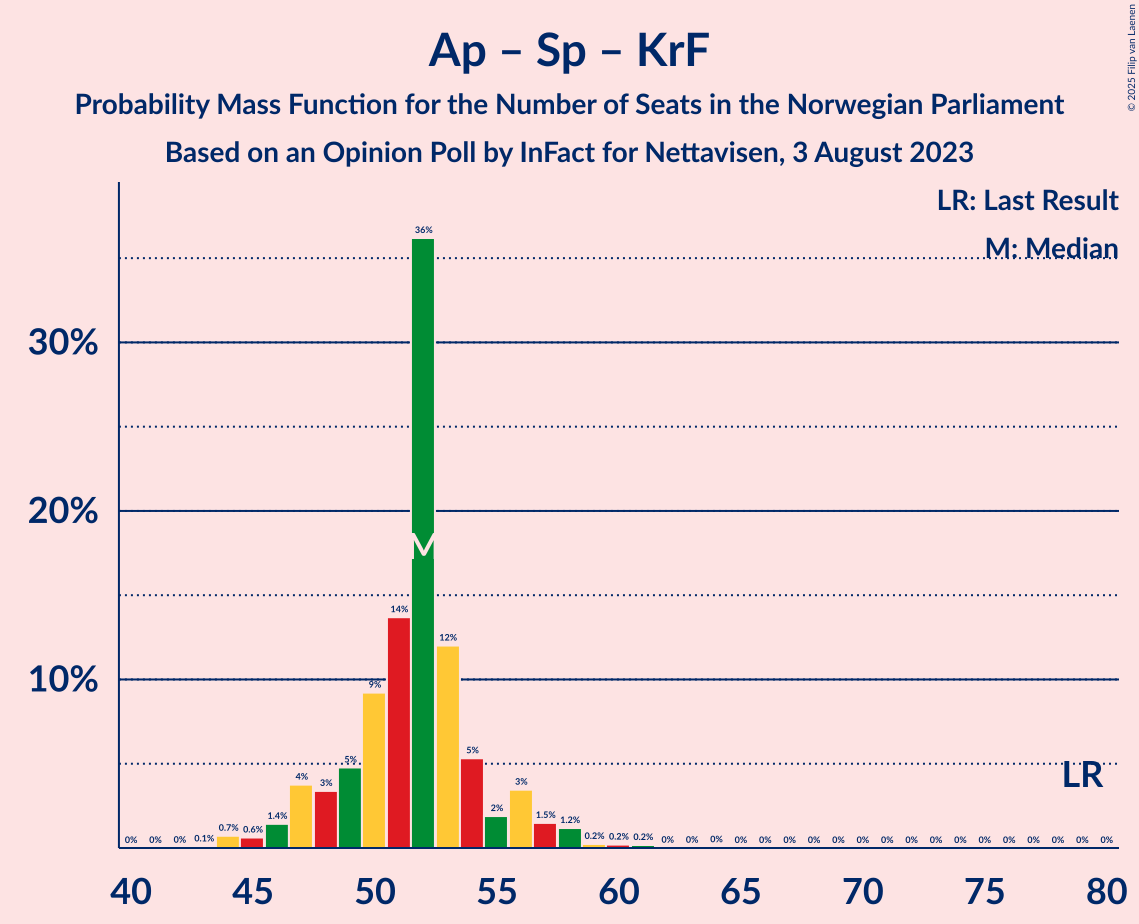 © 2025 Filip van Laenen
Ap – Sp – KrF
Probability Mass Function for the Number of Seats in the Norwegian Parliament
Based on an Opinion Poll by InFact for Nettavisen, 3 August 2023
LR: Last Result
M: Median
30%
20%
10%
0% 0% 0% 0.1% 0.7% 0.6% 1.4% 4% 3% 5% 9% 14% 36% 12% 5% 2% 3% 1.5% 1.2% 0.2% 0.2% 0.2% 0% 0% 0% 0% 0% 0% 0% 0% 0% 0% 0% 0% 0% 0% 0% 0% 0% 0% 0%
M
LR
40 45 50 55 60 65 70 75 80